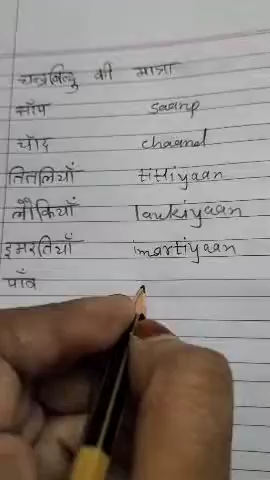 चन्द्रबिन्दु की मात्रा
साँप saanp
चाँद chaand
तितलियाँ titliyaan
लौकियाँ laukiyaan
इमरतियाँ imartiyaan
पाँव